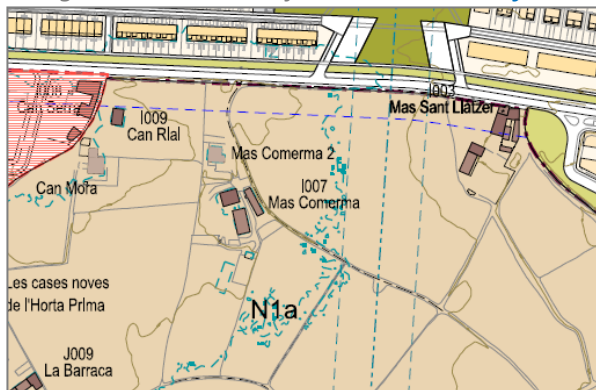 I003
Mas Sant Llàtzer
Can Serra
I009
Can Rial
Mas Comerma 2
Can Mora
I007
Mas Comerma
Les cases noves
de l'Horta Prima
N1a
J009
La Barraca